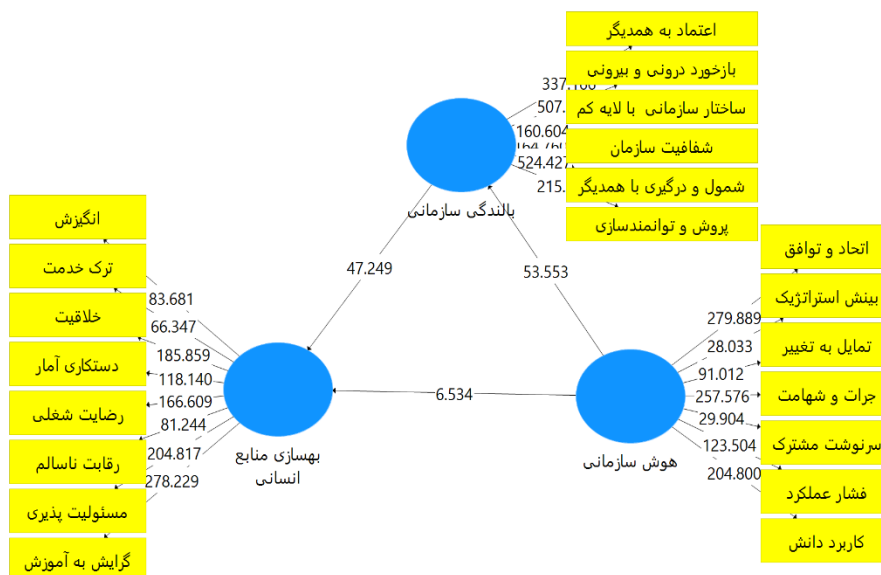 اعتماد به همدیگر
بازخورد درونی و بیرونی
ساختار سازمانی با لایه کم
شفافیت سازمان
شمول و درگیری با همدیگر
پروش و توانمندسازی
507.
160.604
524.427
215.
بالندگی سازمانی
47.249
53.553
6.534
اتحاد و توافق
بینش استراتژیک
تمایل به تغییر
جرات و شهامت
سرنوشت مشترک
فشار عملکرد
کاربرد دانش
279.889
28.033
91.012
257.576
29.904
123.504
204.800
هوش سازمانی
انگیزش
ترک خدمت
خلاقیت
دستکاری آمار
رضایت شغلی
رقابت ناسالم
مسئولیت پذیری
گرایش به آموزش
83.681
66.347
185.859
118.140
166.609
81.244
204.817
278.229
بهسازی منابع
انسانی